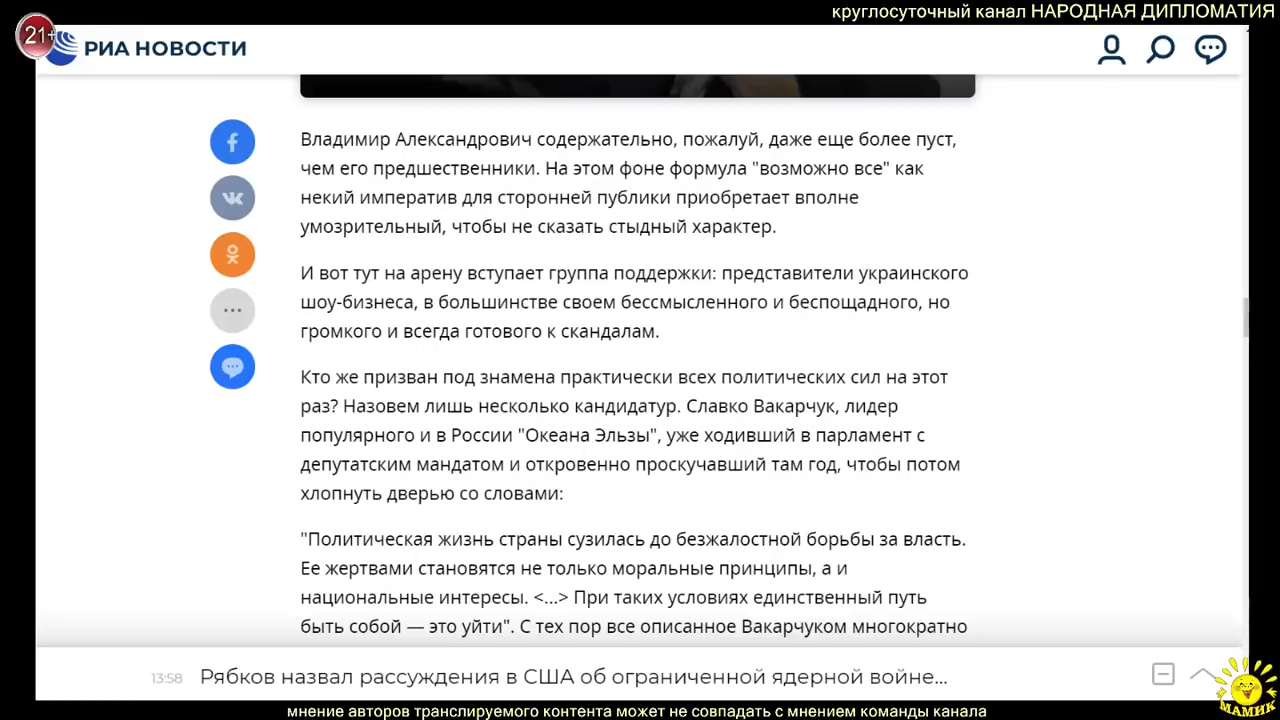 круглосуточный канал НАРОДНАЯ ДИПЛОМАТИЯ
21+
РИА НОВОСТИ
Владимир Александрович содержательно, пожалуй, даже еще более пуст,
чем его предшественники. На этом фоне формула "возможно все" как
некий императив для сторонней публики приобретает вполне
умозрительный, чтобы не сказать стыдный характер.
И вот тут на арену вступает группа поддержки: представители украинского
шоу-бизнеса, в большинстве своем бессмысленного и беспощадного, но
громкого и всегда готового к скандалам.
Кто же призван под знамена практически всех политических сил на этот
раз? Назовем лишь несколько кандидатур. Славко Вакарчук, лидер
популярного и в России "Океана Эльзы", уже ходивший в парламент с
депутатским мандатом и откровенно проскучавший там год, чтобы потом
хлопнуть дверью со словами:
"Политическая жизнь страны сузилась до безжалостной борьбы за власть.
Ее жертвами становятся не только моральные принципы, а и
национальные интересы. <...> При таких условиях единственный путь
быть собой — это уйти". С тех пор все описанное Вакарчуком многократно
13:58 Рябков назвал рассуждения в США об ограниченной ядерной войне...
МАМИК
мнение авторов транслируемого контента может не совпадать с мнением команды канала